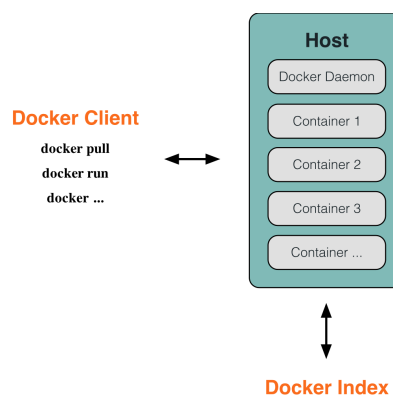 Docker Client
docker pull
docker run
docker ...
Host
Docker Daemon
Container 1
Container 2
Container 3
Container ...
Docker Index